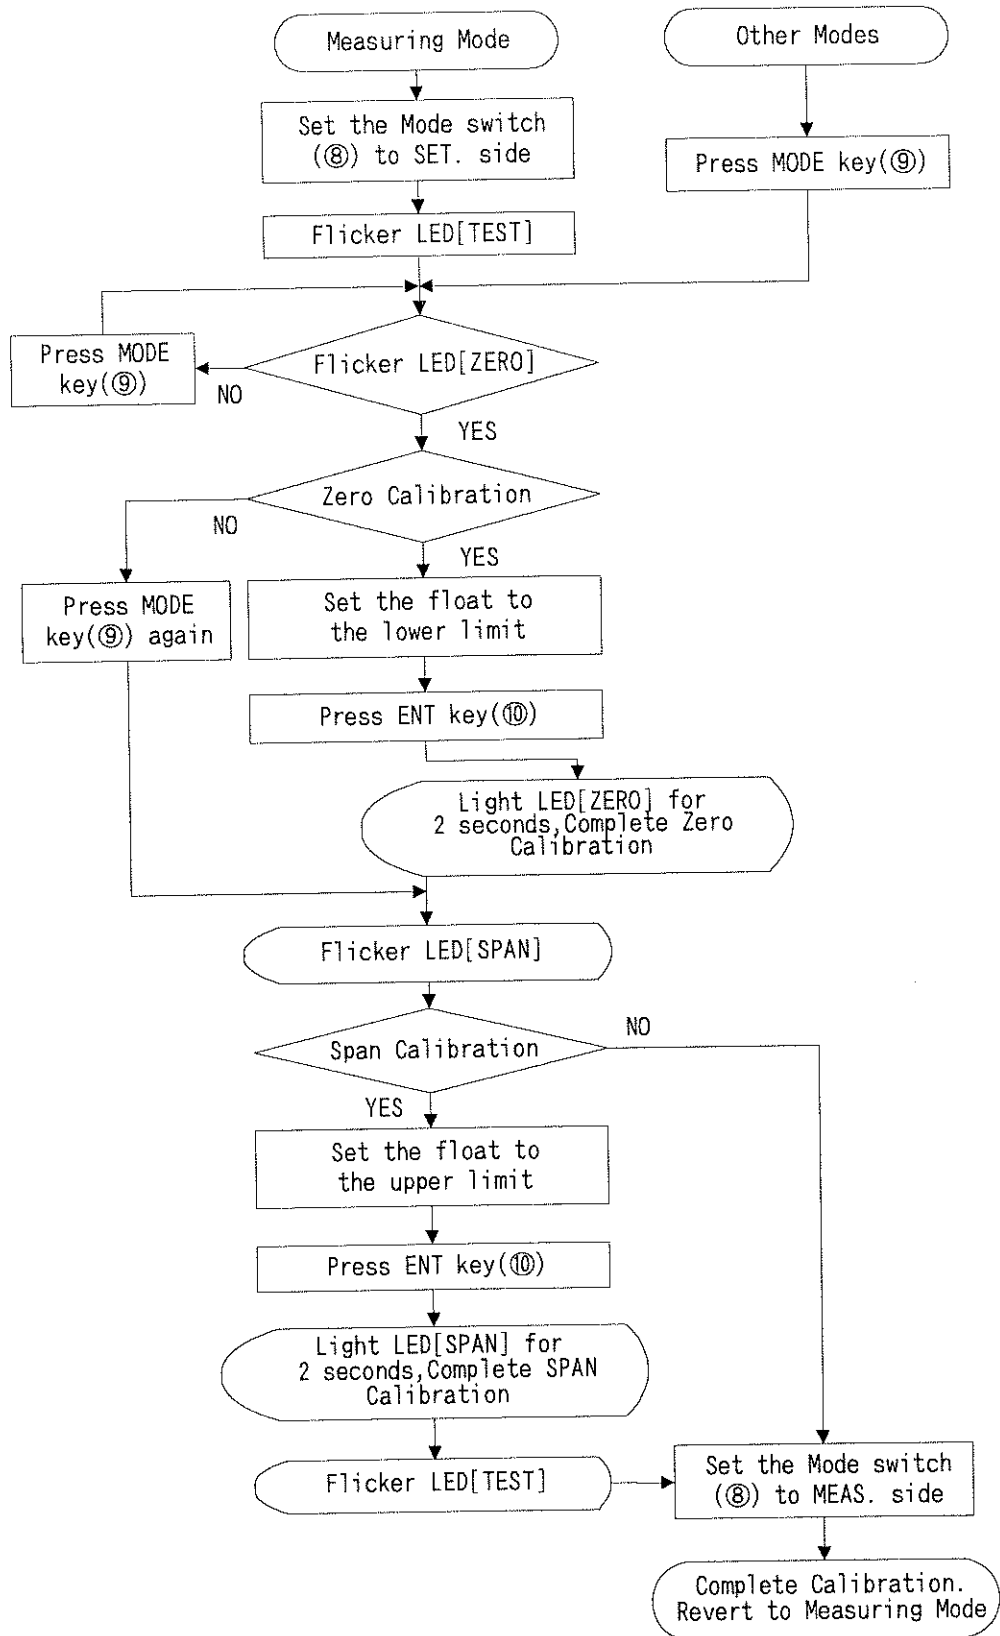 Measuring Mode
Other Modes
Set the Mode switch
(⑧) to SET. side
Press MODE key(⑨)
Flicker LED[TEST]
Press MODE
key(⑨)
Flicker LED[ZERO]
NO
YES
Zero Calibration
NO
YES
Press MODE
key(⑨) again
Set the float to
the lower limit
Press ENT key(⑩)
Light LED[ZERO] for
2 seconds,Complete Zero
Calibration
Flicker LED[SPAN]
Span Calibration
NO
YES
Set the float to
the upper limit
Press ENT key(⑩)
Light LED[SPAN] for
2 seconds,Complete SPAN
Calibration
Flicker LED[TEST]
Set the Mode switch
(⑧) to MEAS. side
Complete Calibration.
Revert to Measuring Mode